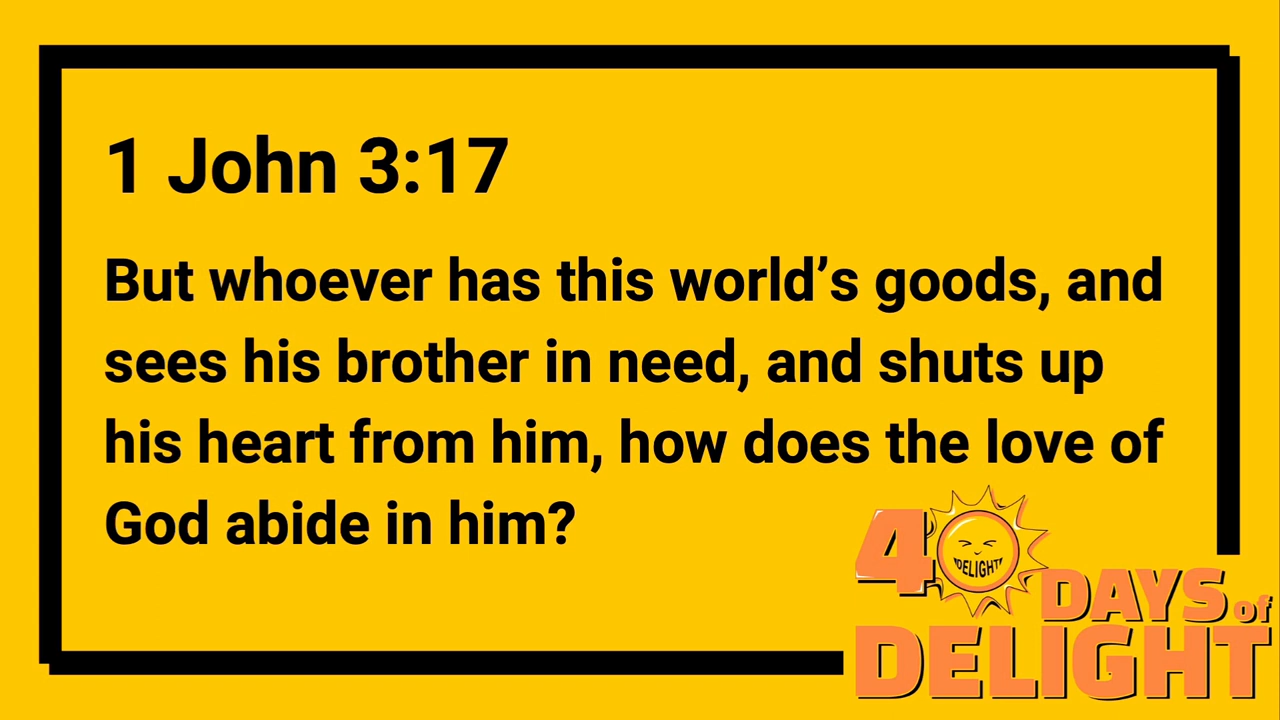 1 John 3:17
But whoever has this world’s goods, and
sees his brother in need, and shuts up
his heart from him, how does the love of
God abide in him?
40
DELIGHT
DAYS of
DELIGHT